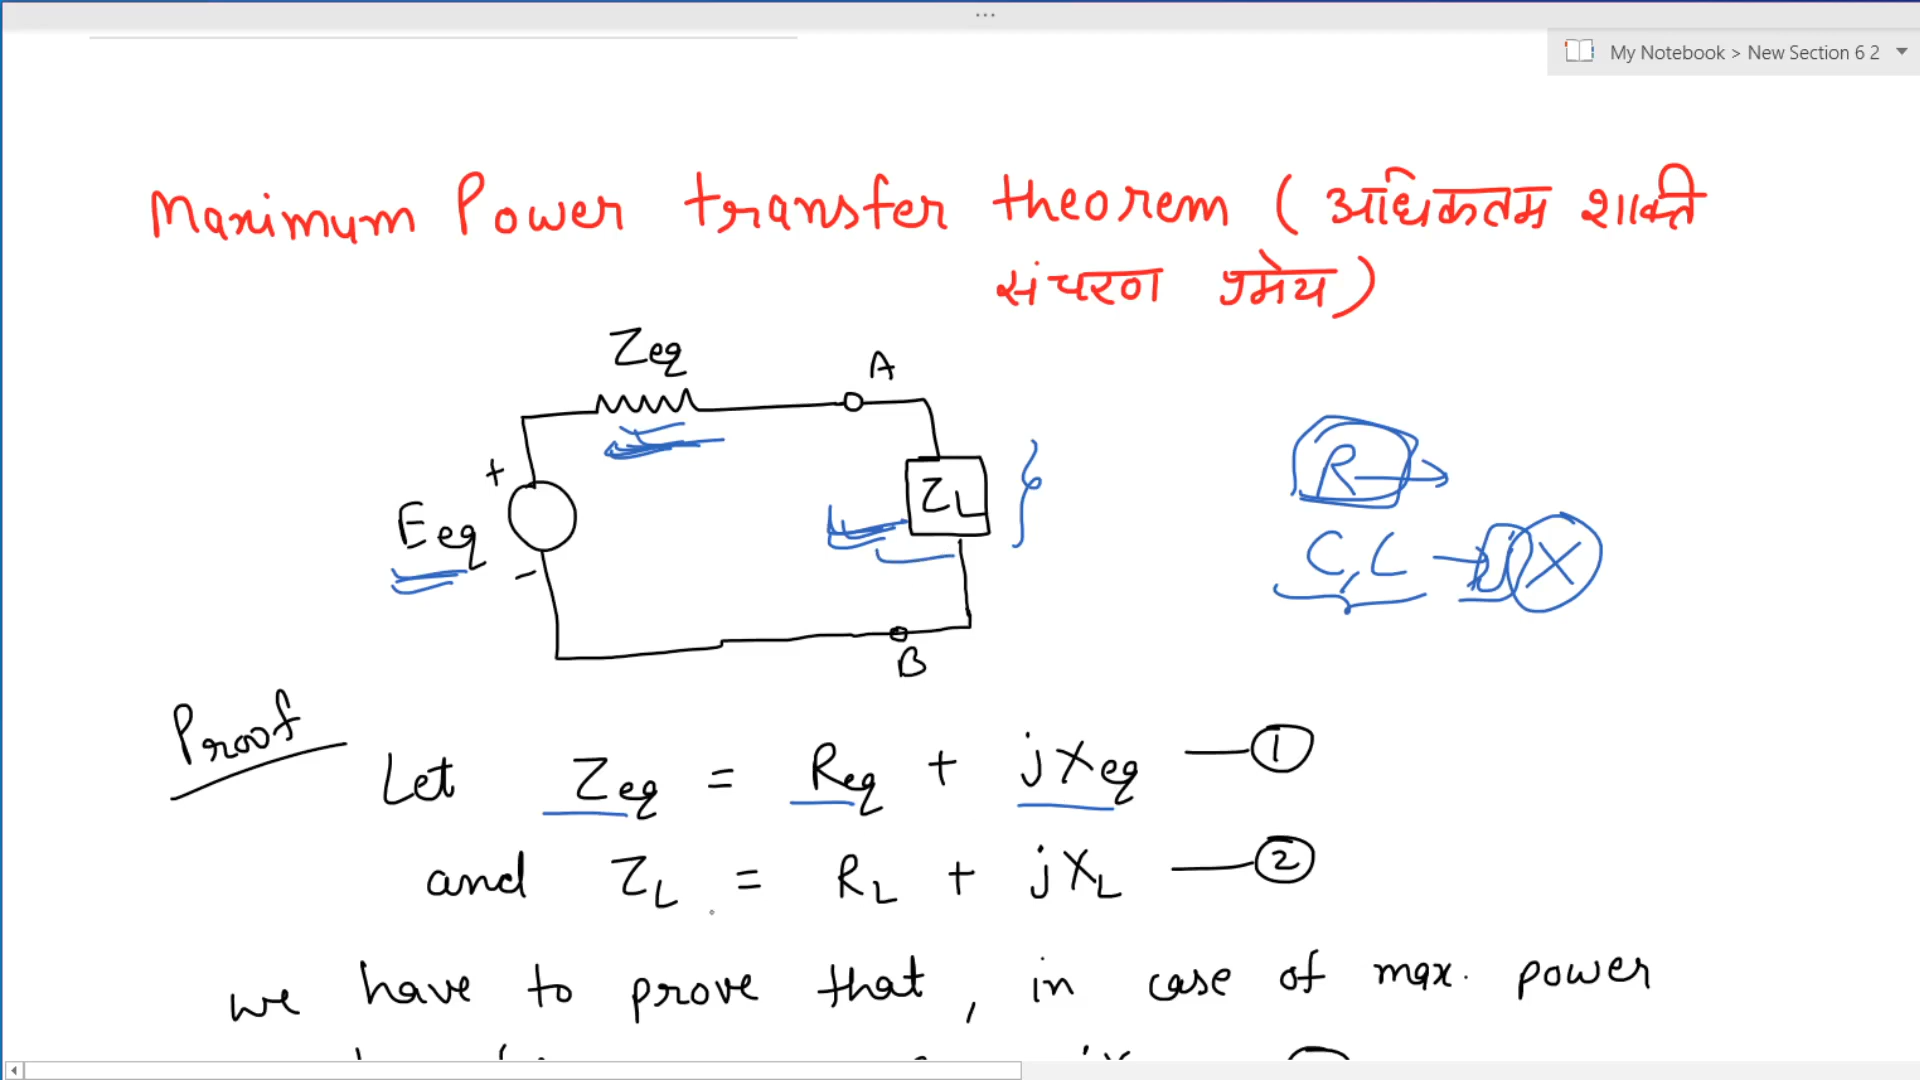 ...
My Notebook > New Section 6 2
Maximum Power transfer theorem (अधिकतम शक्ति
संचरण प्रमेय)
Zeq
A
+
ZL
R
Eeq
C, L → X
-
B
Proof
Let Zeq = Req + jXeq — ①
and ZL = RL + jXL — ②
we have to prove that, in case of max. power